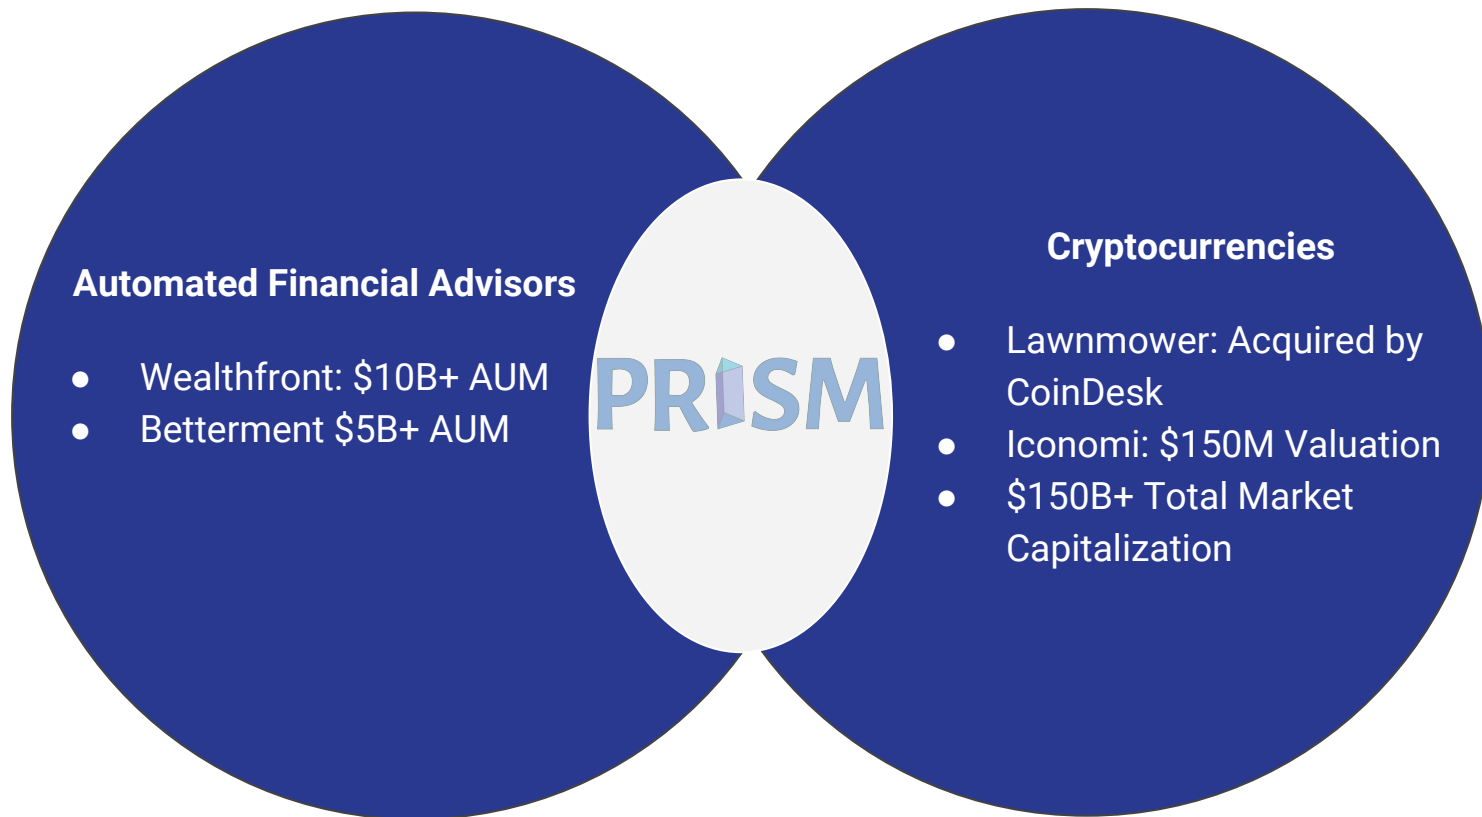 Automated Financial Advisors
● Wealthfront: $10B+ AUM
● Betterment $5B+ AUM
PRISM
Cryptocurrencies
● Lawnmower: Acquired by
CoinDesk
● Iconomi: $150M Valuation
● $150B+ Total Market
Capitalization